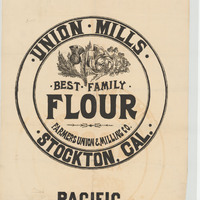 · UNION · MILLS ·
· BEST · FAMILY ·
FLOUR
FARMERS UNION & MILLING CO.
STOCKTON, CAL.
PACIFIC